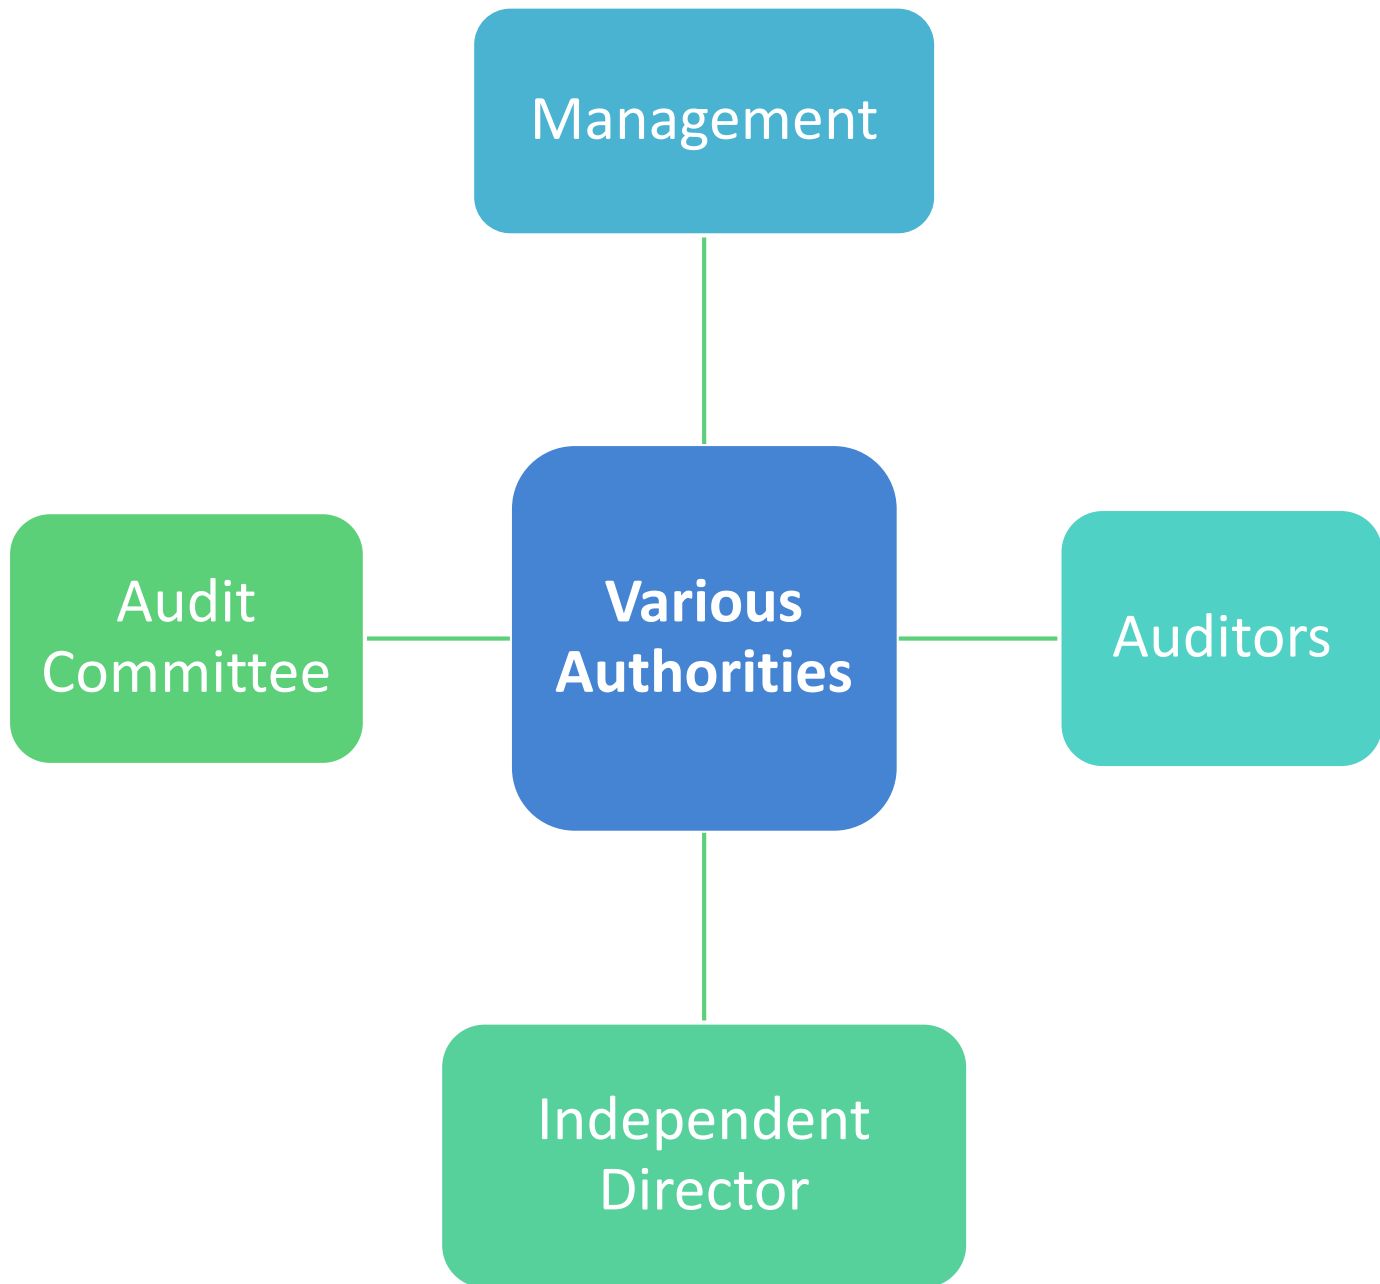 Management
Audit
Committee
Various
Authorities
Auditors
Independent
Director